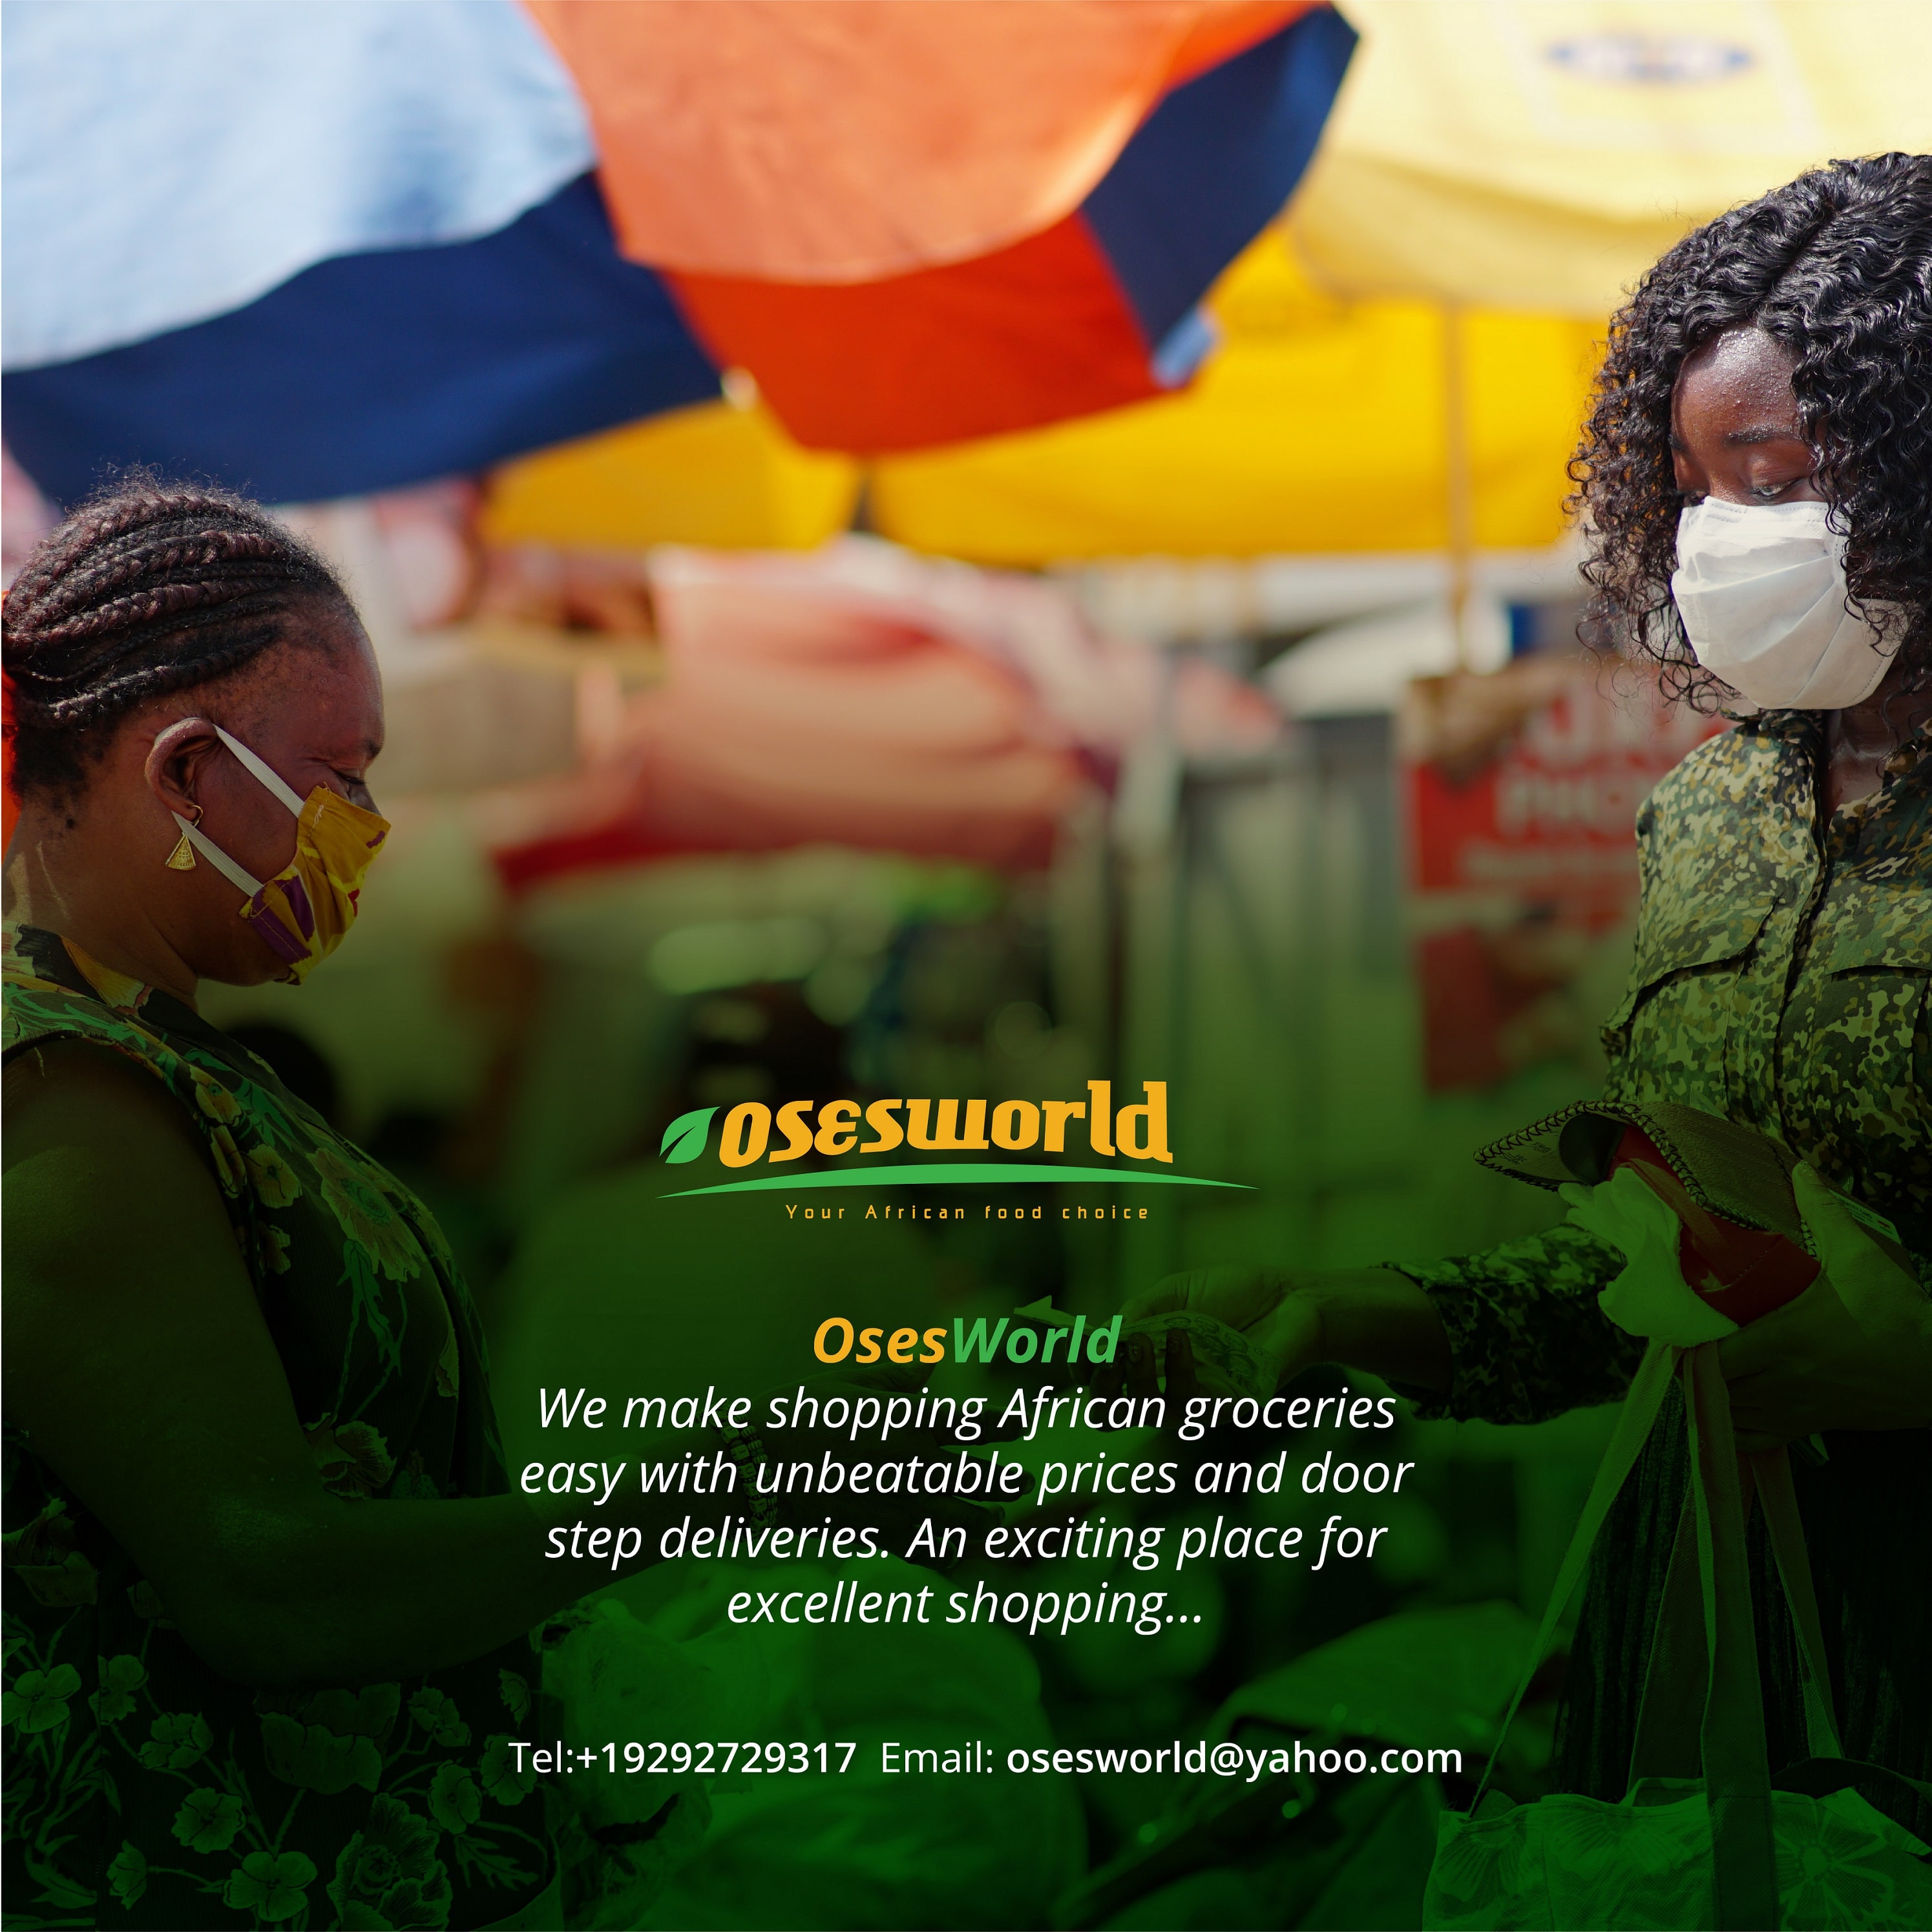 osesworld
Your African food choice
OsesWorld
We make shopping African groceries
easy with unbeatable prices and door
step deliveries. An exciting place for
excellent shopping...
Tel:+19292729317 Email: osesworld@yahoo.com